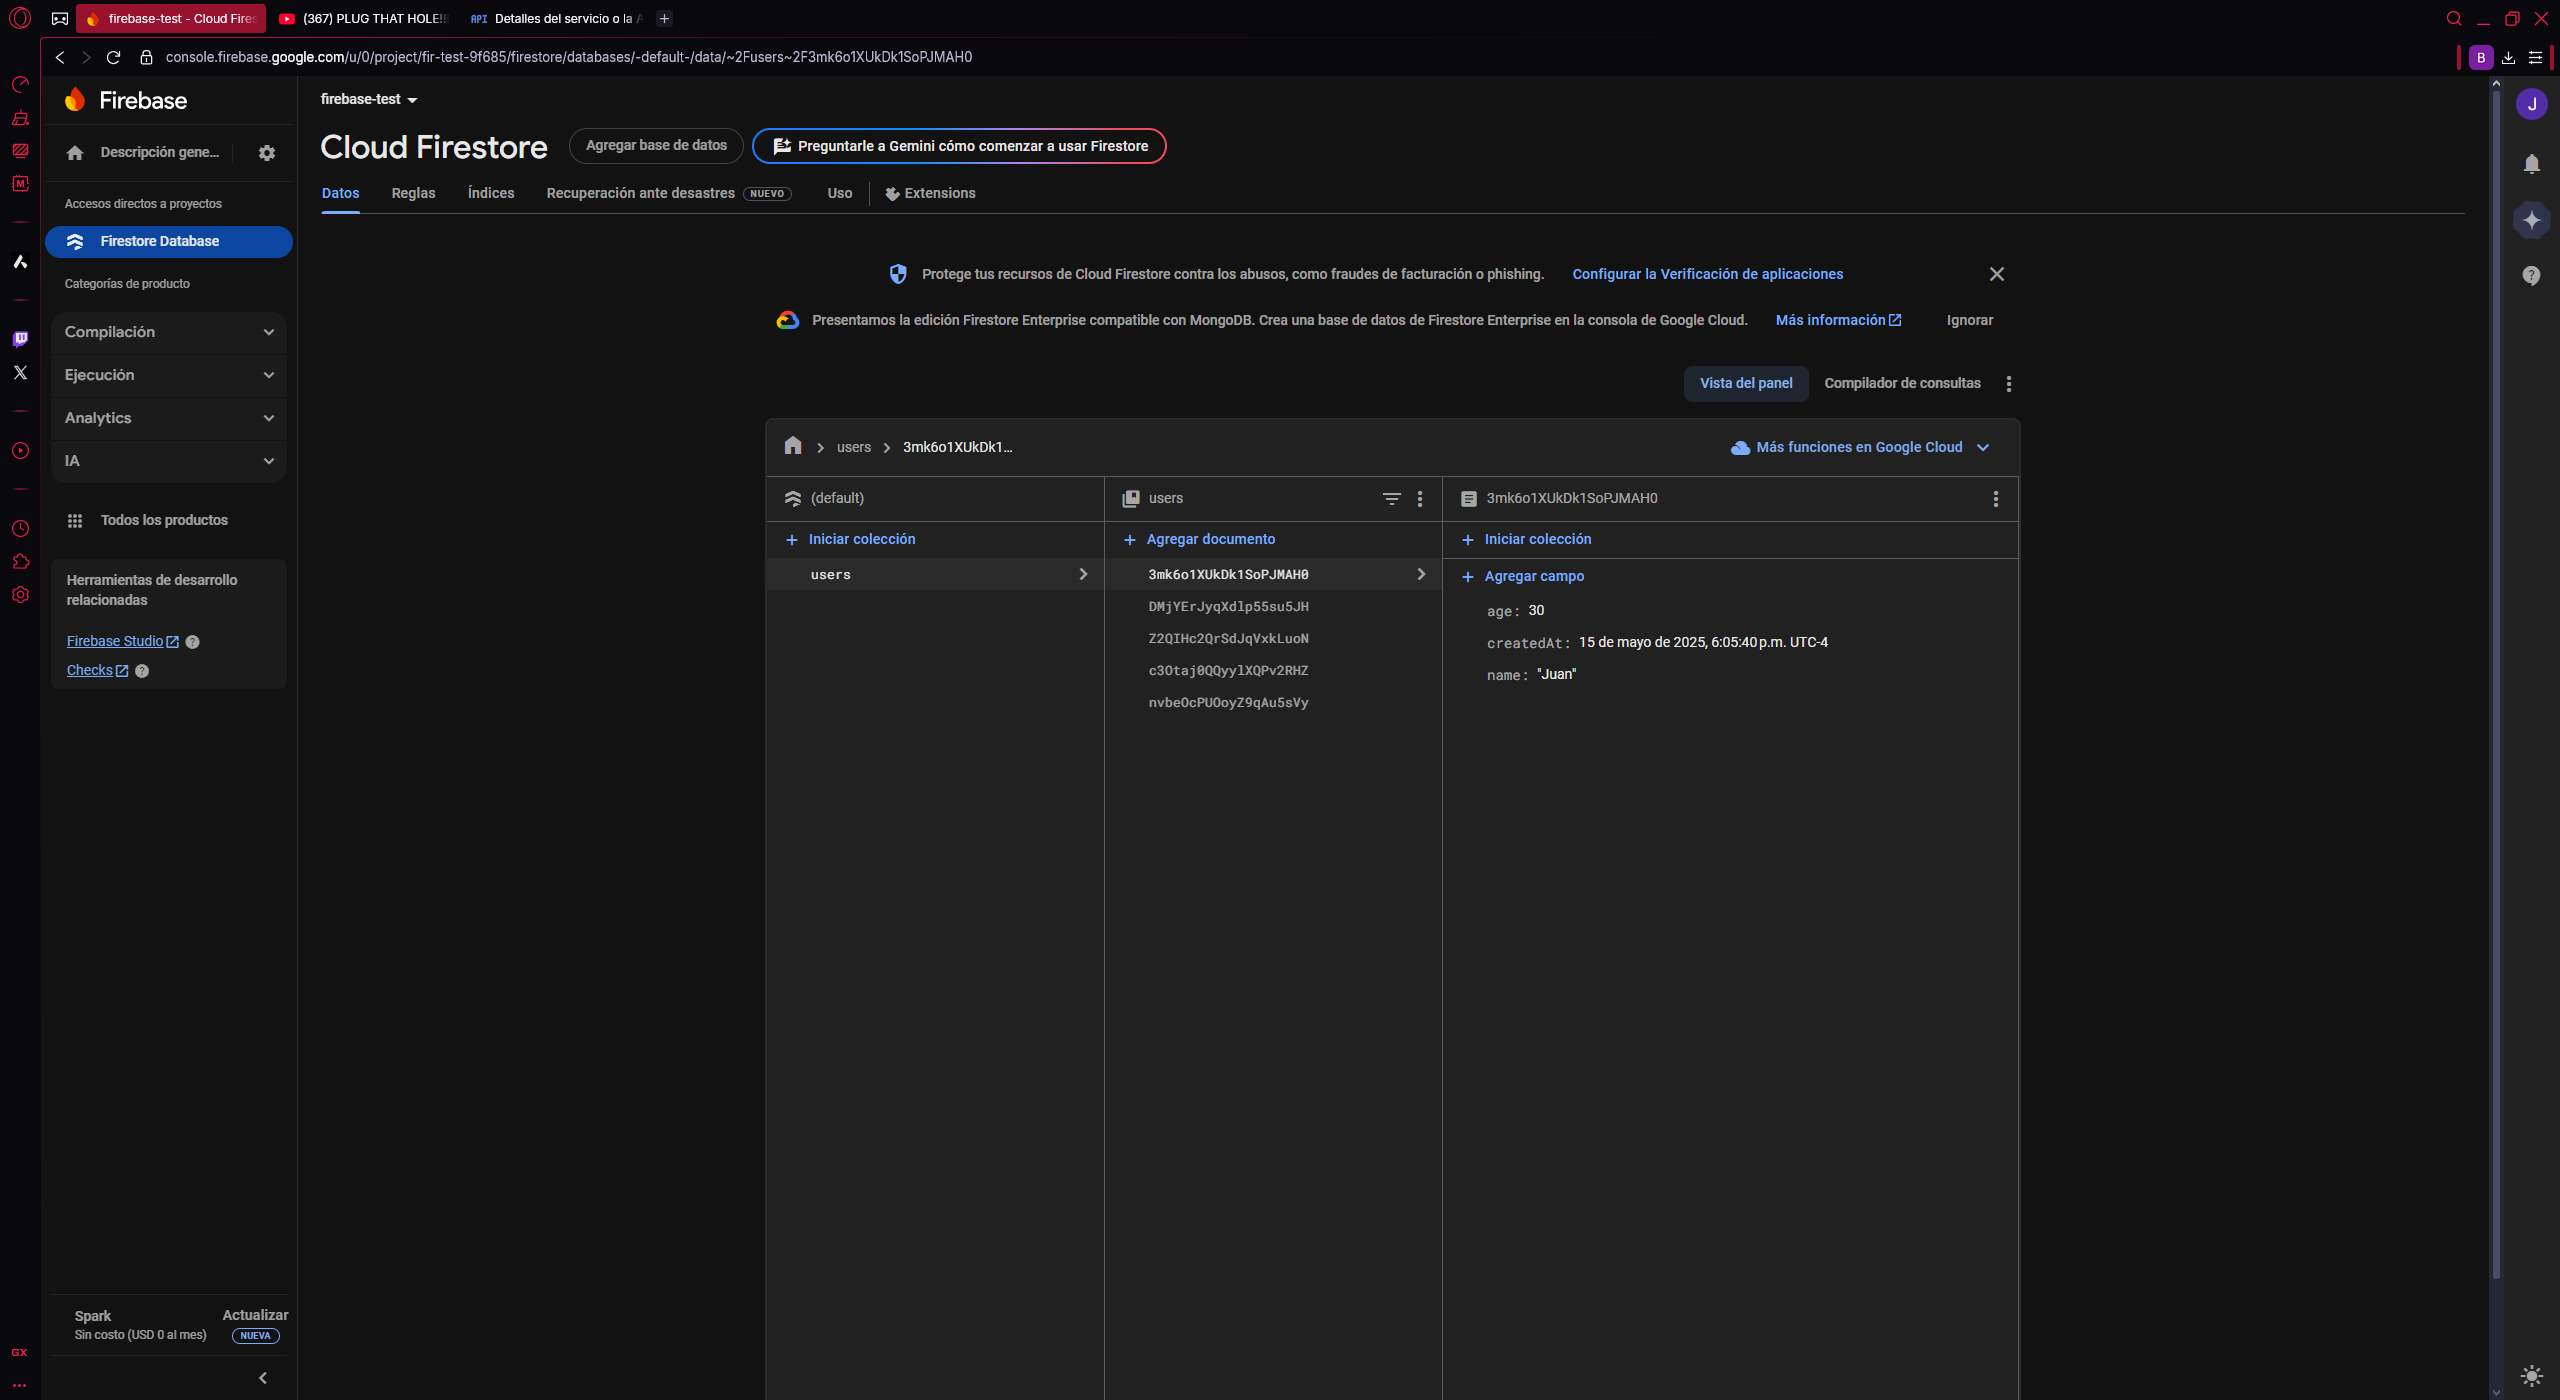 firebase-test - Cloud Fires
(367) PLUG THAT HOLE!!!
API Detalles del servicio o la A
console.firebase.google.com/u/0/project/fir-test-9f685/firestore/databases/-default-/data/~2Fusers~2F3mk6o1XUkDk1SoPJMAH0
B
Firebase
firebase-test
J
Descripción gene...
Cloud Firestore
Agregar base de datos
Preguntarle a Gemini cómo comenzar a usar Firestore
Datos
Reglas
Índices
Recuperación ante desastres NUEVO
Uso
Extensions
Accesos directos a proyectos
Firestore Database
Categorías de producto
Compilación
Ejecución
Analytics
IA
Todos los productos
Herramientas de desarrollo
relacionadas
Firebase Studio
Checks
Protege tus recursos de Cloud Firestore contra los abusos, como fraudes de facturación o phishing.
Configurar la Verificación de aplicaciones
Presentamos la edición Firestore Enterprise compatible con MongoDB. Crea una base de datos de Firestore Enterprise en la consola de Google Cloud.
Más información
Ignorar
Vista del panel
Compilador de consultas
users
3mk6o1XUkDk1...
Más funciones en Google Cloud
(default)
users
3mk6o1XUkDk1SoPJMAH0
Iniciar colección
Agregar documento
Iniciar colección
users
3mk6o1XUkDk1SoPJMAH0
DMjYErJyqXdlp55su5JH
Z2QIHc2QrSdJqVxkLuoN
c3Otaj0QQyylXQPv2RHZ
nvbeOcPUOoyZ9qAu5sVy
Agregar campo
age: 30
createdAt: 15 de mayo de 2025, 6:05:40 p.m. UTC-4
name: "Juan"
Spark
Sin costo (USD 0 al mes)
Actualizar
NUEVA
GX